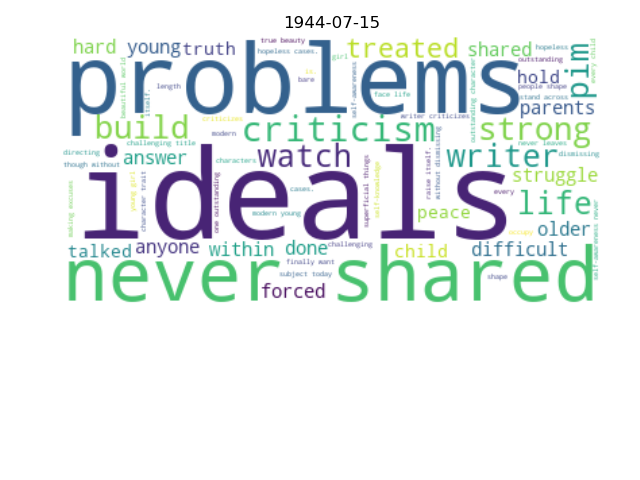 1944-07-15
hard young truth true beauty hopeless cases. girl treated shared hopeless outstanding every child
problems
pim
beautiful world itself. length is. bare self-awareness face life outstanding character hold people shape parents
build criticises modern criticism writer criticizes strong stand across
challenging title never leaves
directing answer characters watch writer without dismissing dismissing
though without raise itself. struggle
ideals
young girl character trait one outstanding cases. superficial things self-knowledge every life
making excuses modern young peace occupy older
talked anyone within done challenging child difficult
finally want
subject today shape self-awareness never
never shared
forced